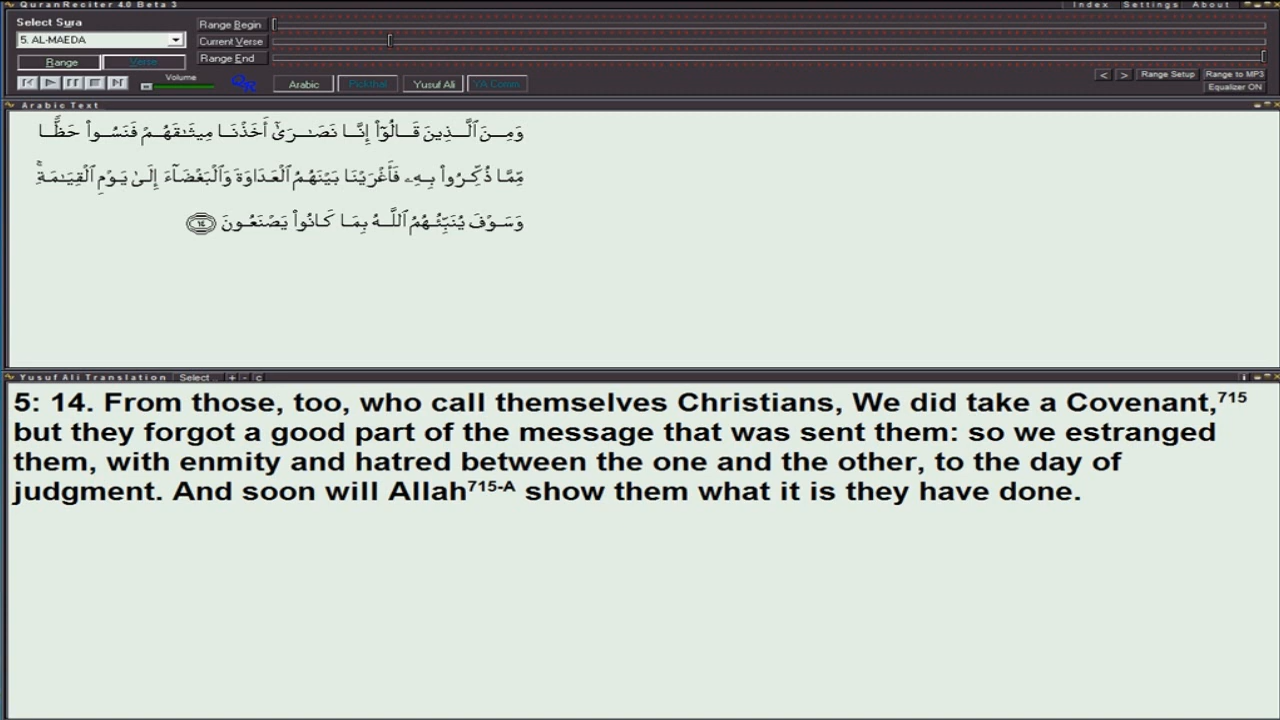 QuranReciter 4.0 Beta 3
Index Settings About
Select Sura
5. AL-MAEDA
Range Verse
Volume
Range Begin
Current Verse
Range End
QR
Arabic Pickthal Yusuf Ali YA Comm
< > Range Setup Range to MP3
Equalizer ON
Arabic Text
وَمِنَ ٱلَّذِينَ قَالُوٓا۟ إِنَّا نَصَـٰرَىٰٓ أَخَذْنَا مِيثَـٰقَهُمْ فَنَسُوا۟ حَظًّا
مِّمَّا ذُكِّرُوا۟ بِهِۦ فَأَغْرَيْنَا بَيْنَهُمُ ٱلْعَدَاوَةَ وَٱلْبَغْضَآءَ إِلَىٰ يَوْمِ ٱلْقِيَـٰمَةِ ۚ
وَسَوْفَ يُنَبِّئُهُمُ ٱللَّهُ بِمَا كَانُوا۟ يَصْنَعُونَ ١٤
Yusuf Ali Translation Select.. + - c
i
5: 14. From those, too, who call themselves Christians, We did take a Covenant,715
but they forgot a good part of the message that was sent them: so we estranged
them, with enmity and hatred between the one and the other, to the day of
judgment. And soon will Allah715-A show them what it is they have done.